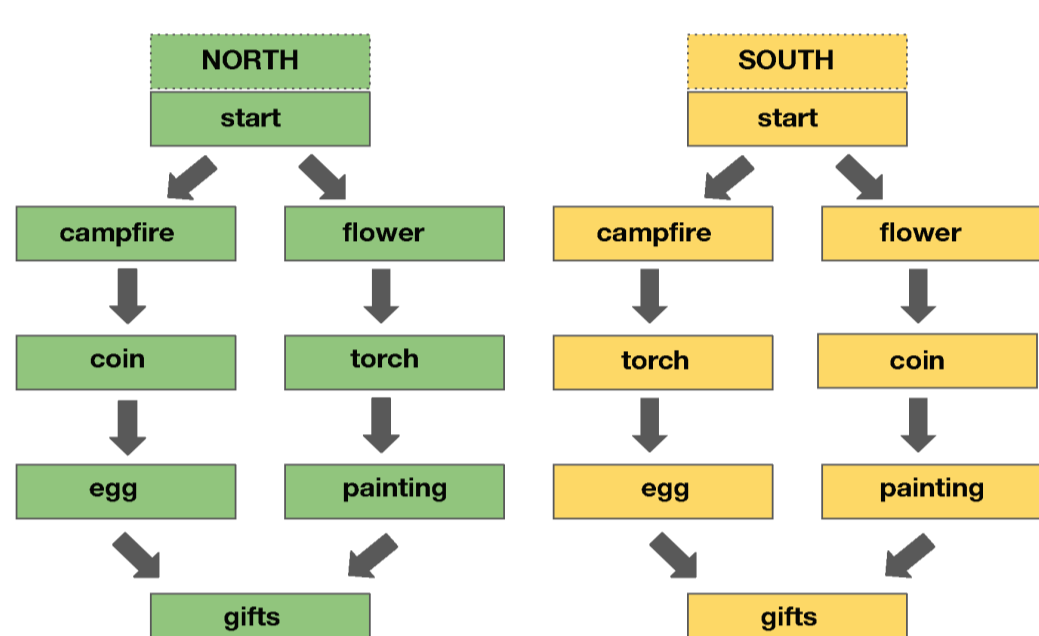 NORTH
start
campfire
flower
coin
torch
egg
painting
gifts
SOUTH
start
campfire
flower
torch
coin
egg
painting
gifts